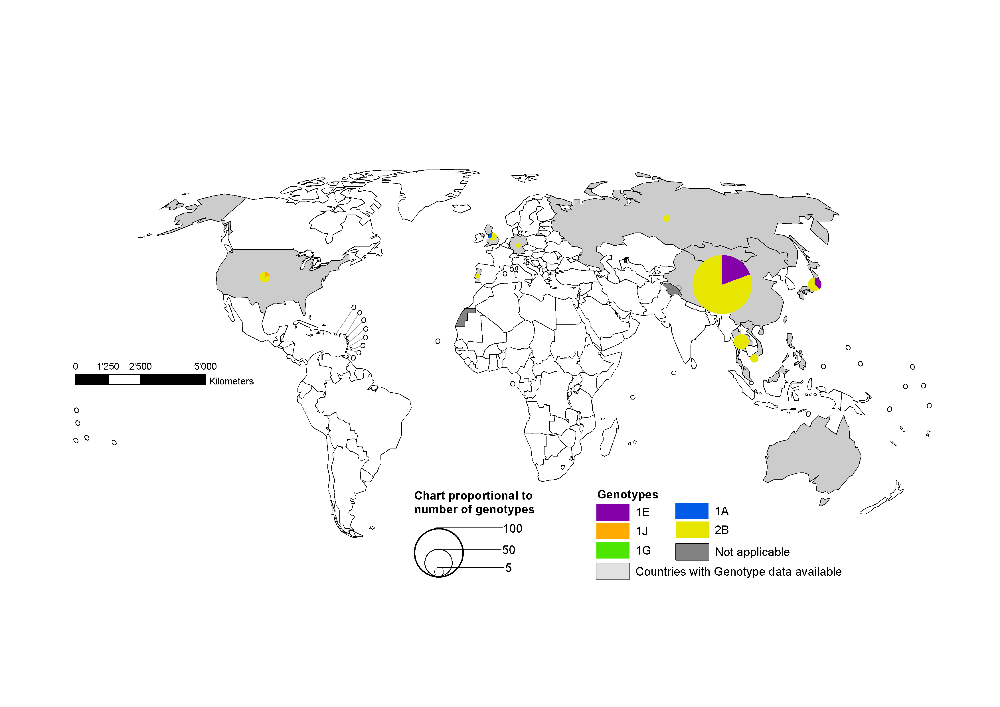 0 1'250 2'500 5'000
Kilometers
Chart proportional to
number of genotypes
100
50
5
Genotypes
1E 1A
1J 2B
1G Not applicable
Countries with Genotype data available